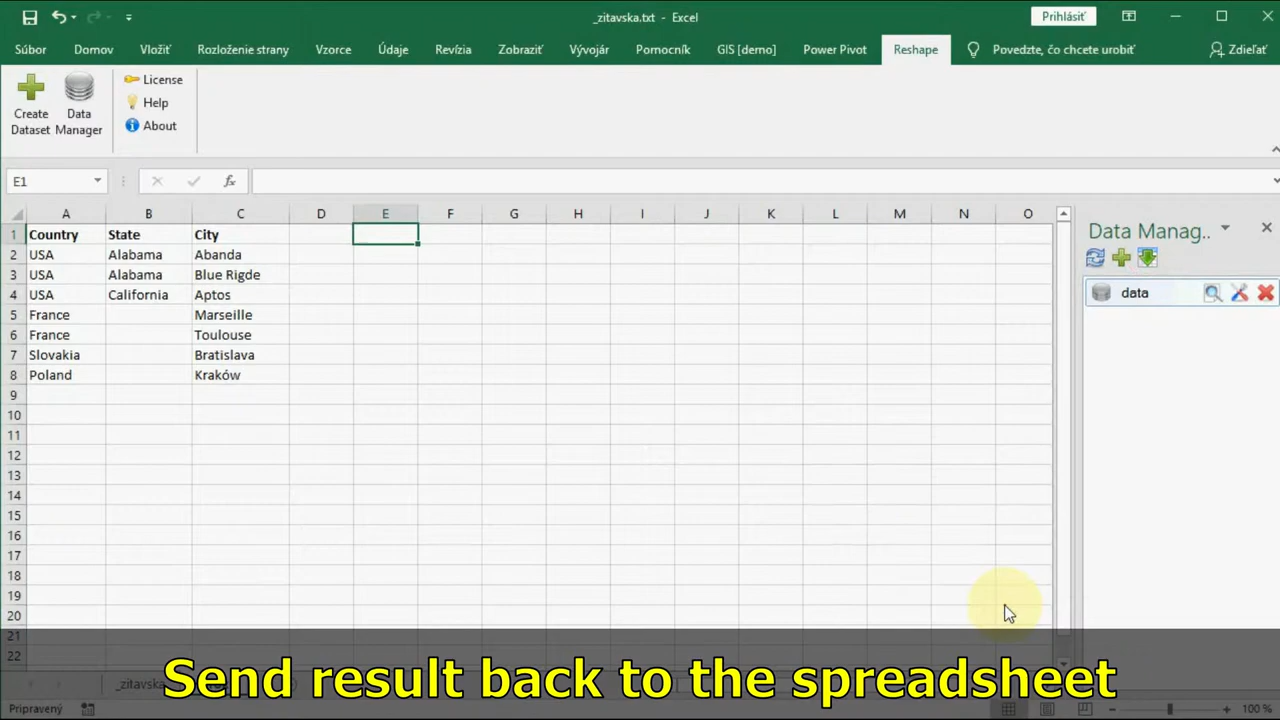 _zitavska.txt - Excel
Prihlásiť
Súbor Domov Vložiť Rozloženie strany Vzorce Údaje Revízia Zobraziť Vývojár Pomocník GIS [demo] Power Pivot Reshape Povedzte, čo chcete urobiť Zdieľať
Create Dataset
Data Manager
License
Help
About
E1 fx
A B C D E F G H I J K L M N O
1 Country State City
2 USA Alabama Abanda
3 USA Alabama Blue Rigde
4 USA California Aptos
5 France Marseille
6 France Toulouse
7 Slovakia Bratislava
8 Poland Kraków
9
10
11
12
13
14
15
16
17
18
19
20
21
22
Data Manag..
data
_zitavska
Send result back to the spreadsheet
Pripravený 100 %